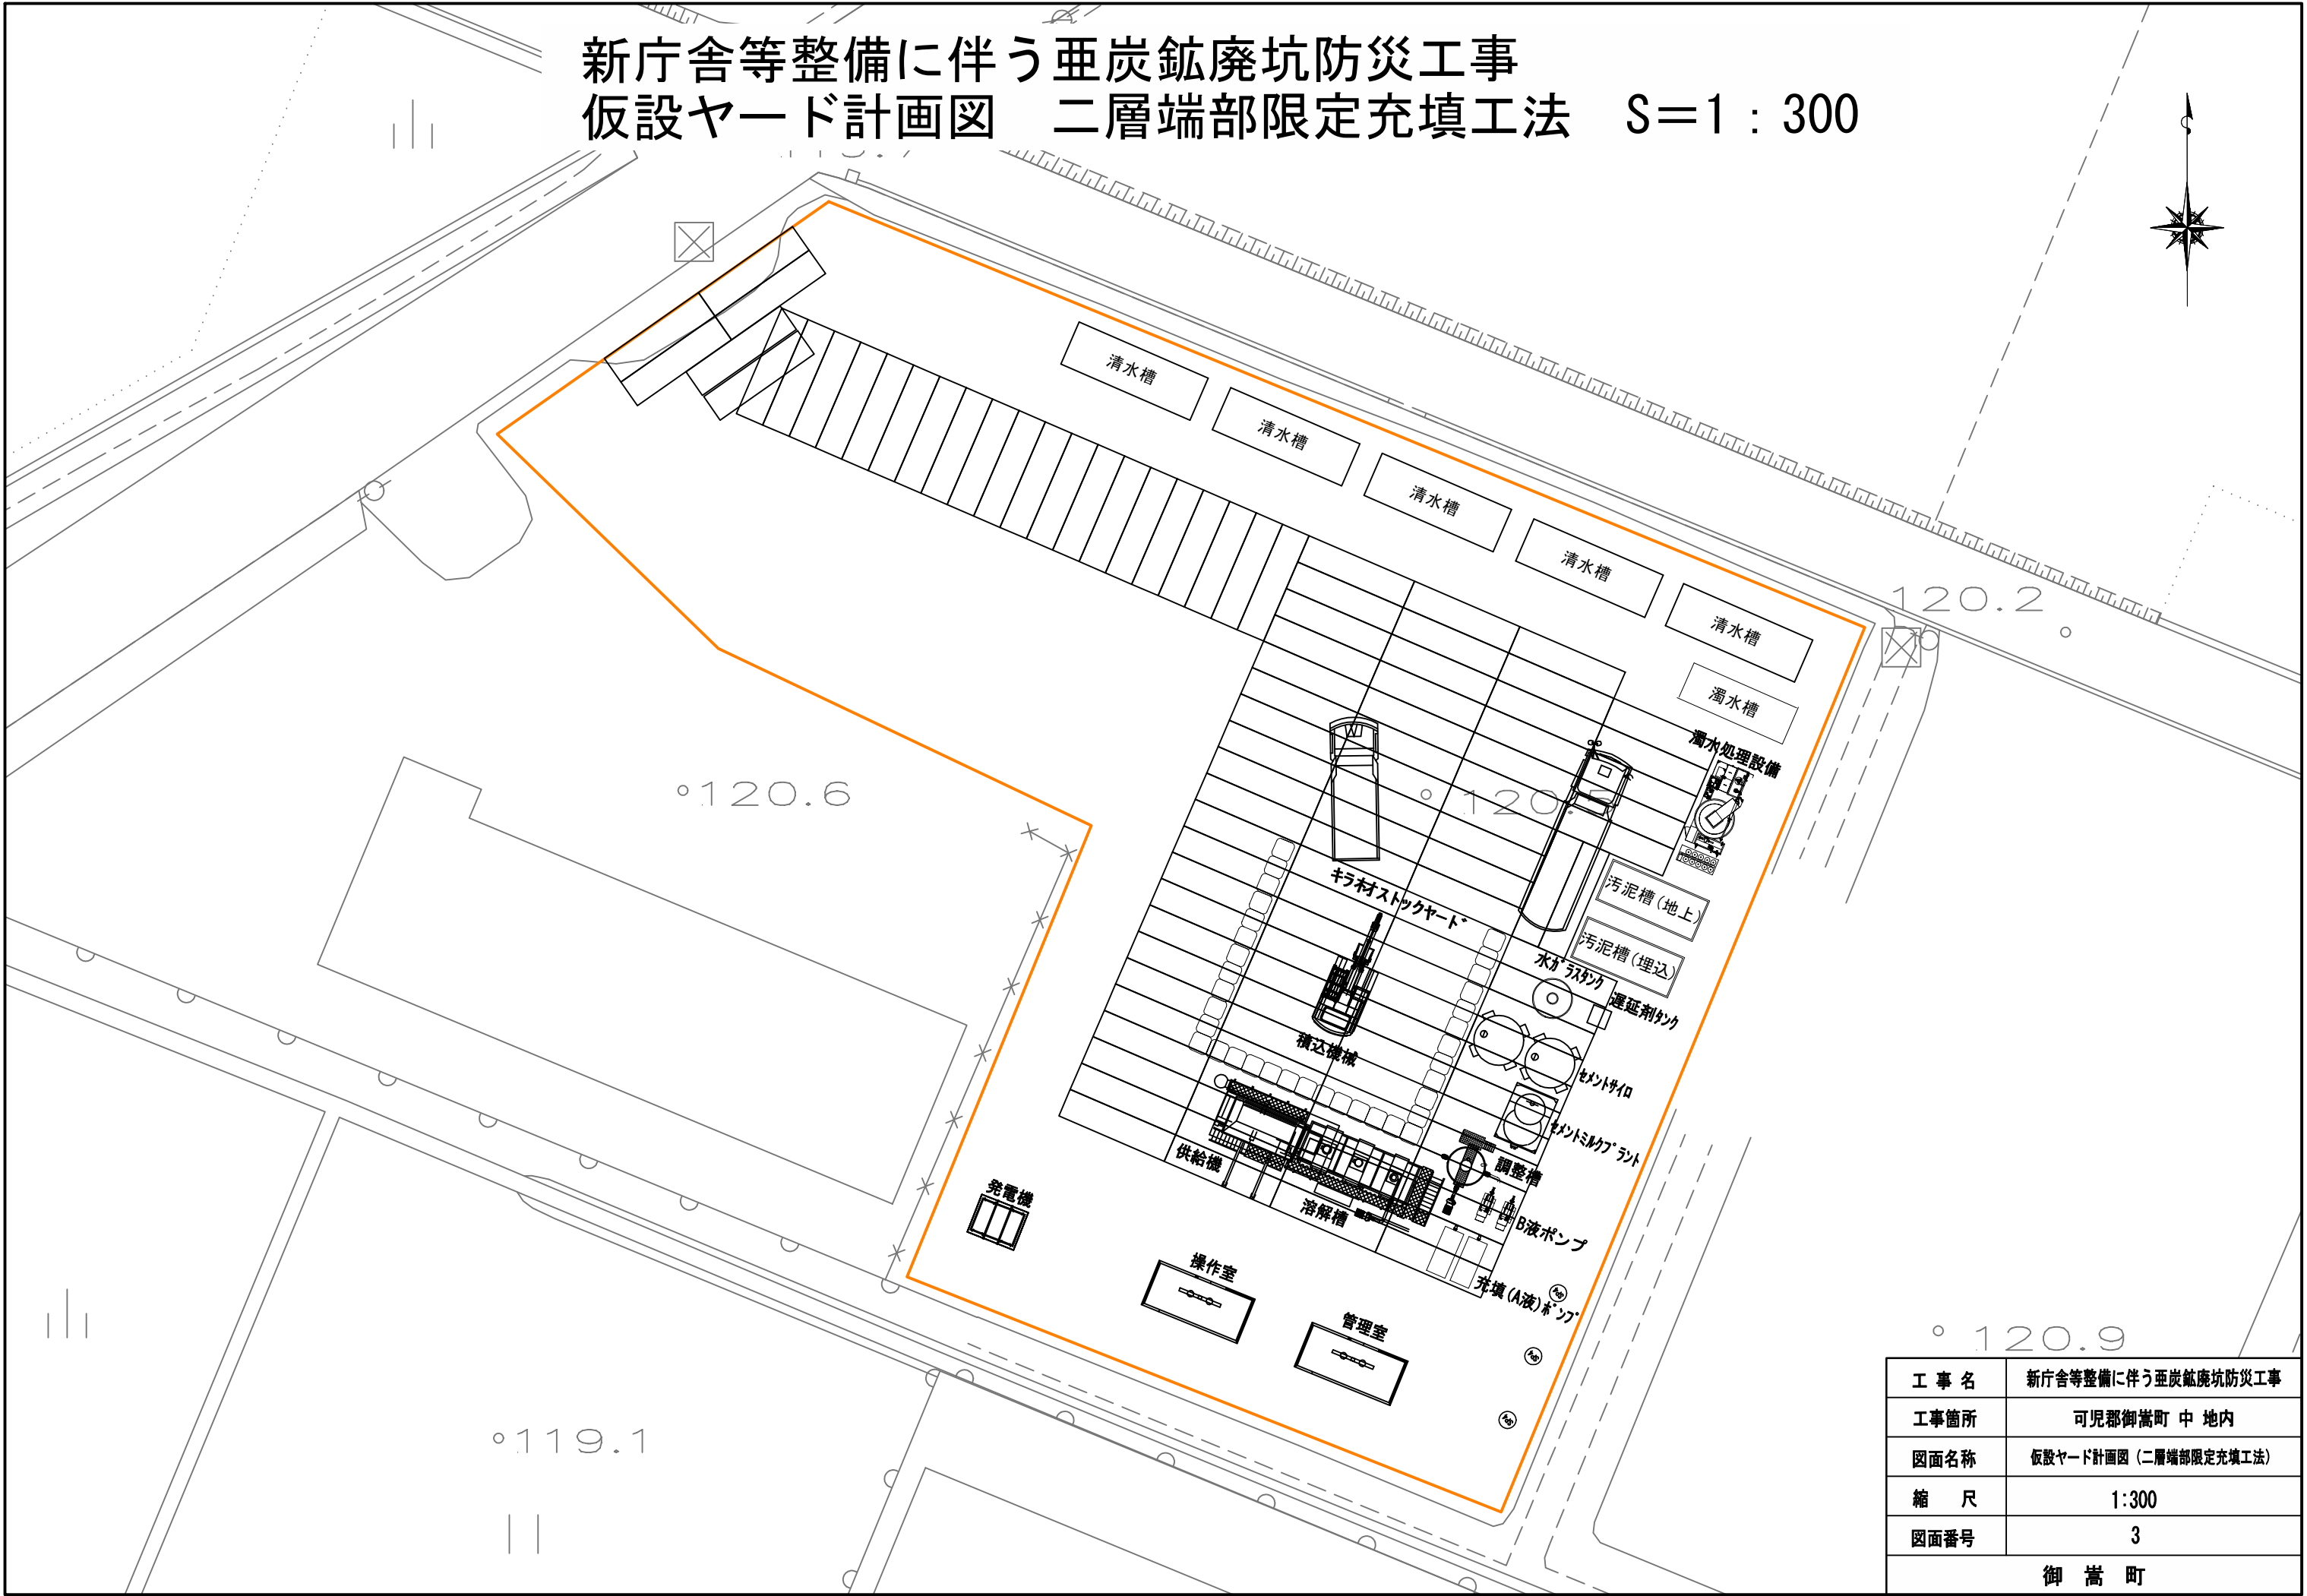 新庁舎等整備に伴う亜炭鉱廃坑防災工事
仮設ヤード計画図　二層端部限定充填工法　S=1:300
清水槽
清水槽
清水槽
清水槽
清水槽
濁水槽
濁水処理設備
120.2
120.6
120.5
汚泥槽(地上)
汚泥槽(埋込)
キラ材ストックヤード
水ガラスタンク
遅延剤タンク
積込機械
セメントサイロ
セメントミルクプラント
供給機
調整槽
発電機
溶解槽
B液ポンプ
操作室
充填(A液)ポンプ
管理室
120.9
119.1
工事名　新庁舎等整備に伴う亜炭鉱廃坑防災工事
工事箇所　可児郡御嵩町 中 地内
図面名称　仮設ヤード計画図（二層端部限定充填工法）
縮尺　1:300
図面番号　3
御嵩町